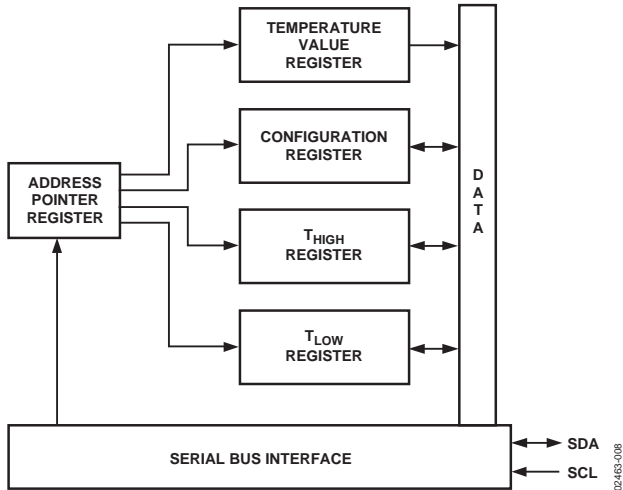 TEMPERATURE
VALUE
REGISTER
CONFIGURATION
REGISTER
ADDRESS
POINTER
REGISTER
D
A
T
A
THIGH
REGISTER
TLOW
REGISTER
SERIAL BUS INTERFACE
SDA
SCL
02463-008